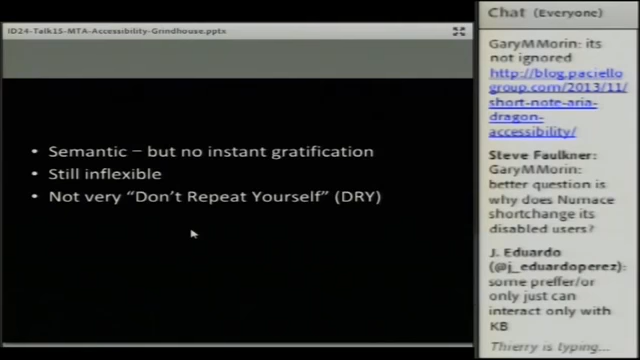 ID24-Talk15-MTA-Accessibility-Grindhouse.pptx
• Semantic – but no instant gratification
• Still inflexible
• Not very “Don’t Repeat Yourself” (DRY)
Chat (Everyone)
GaryMMorin: its
not ignored
http://blog.paciello
group.com/2013/11/
short-note-aria-
dragon-
accessibility/
Steve Faulkner:
GaryMMorin:
better question is
why does Numace
shortchange its
disabled users?
J. Eduardo
(@j_eduardoperez):
some preffer/or
only just can
interact only with
KB
Thierry is typing...